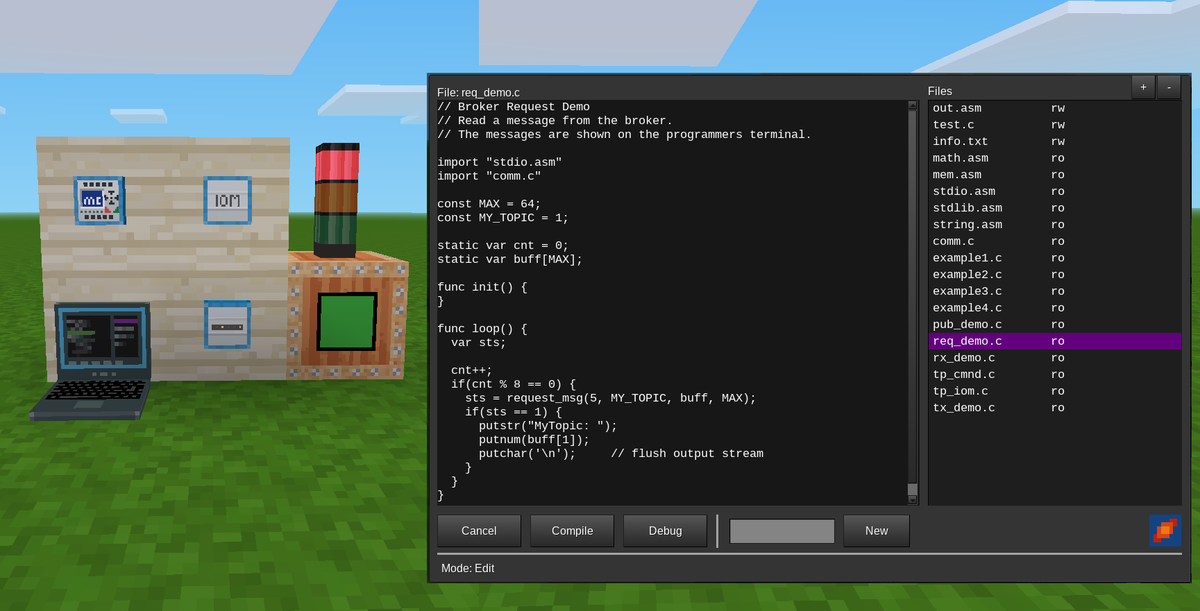 mC
IOM
File: req_demo.c
// Broker Request Demo
// Read a message from the broker.
// The messages are shown on the programmers terminal.
import "stdio.asm"
import "comm.c"
const MAX = 64;
const MY_TOPIC = 1;
static var cnt = 0;
static var buff[MAX];
func init() {
}
func loop() {
var sts;
cnt++;
if(cnt % 8 == 0) {
sts = request_msg(5, MY_TOPIC, buff, MAX);
if(sts == 1) {
putstr("MyTopic: ");
putnum(buff[1]);
putchar('\n');     // flush output stream
}
}
}
Files
+ -
out.asm rw
test.c rw
info.txt rw
math.asm ro
mem.asm ro
stdio.asm ro
stdlib.asm ro
string.asm ro
comm.c ro
example1.c ro
example2.c ro
example3.c ro
example4.c ro
pub_demo.c ro
req_demo.c ro
rx_demo.c ro
tp_cmnd.c ro
tp_iom.c ro
tx_demo.c ro
Cancel Compile Debug New
Mode: Edit